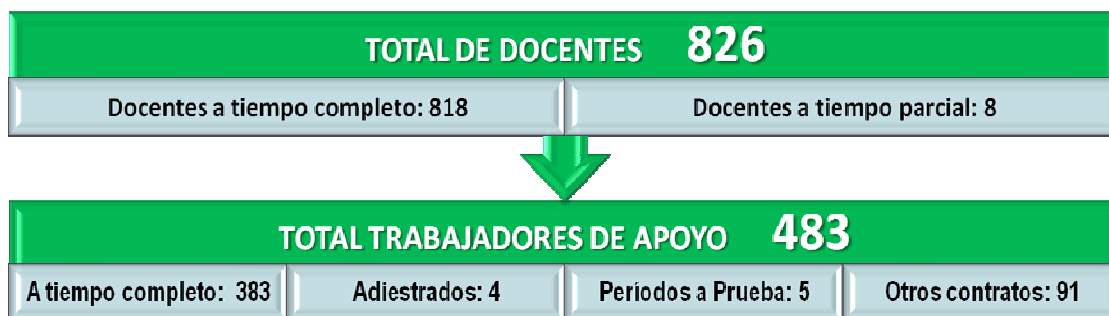 TOTAL DE DOCENTES 826
Docentes a tiempo completo: 818 Docentes a tiempo parcial: 8
TOTAL TRABAJADORES DE APOYO 483
A tiempo completo: 383 Adiestrados: 4 Períodos a Prueba: 5 Otros contratos: 91